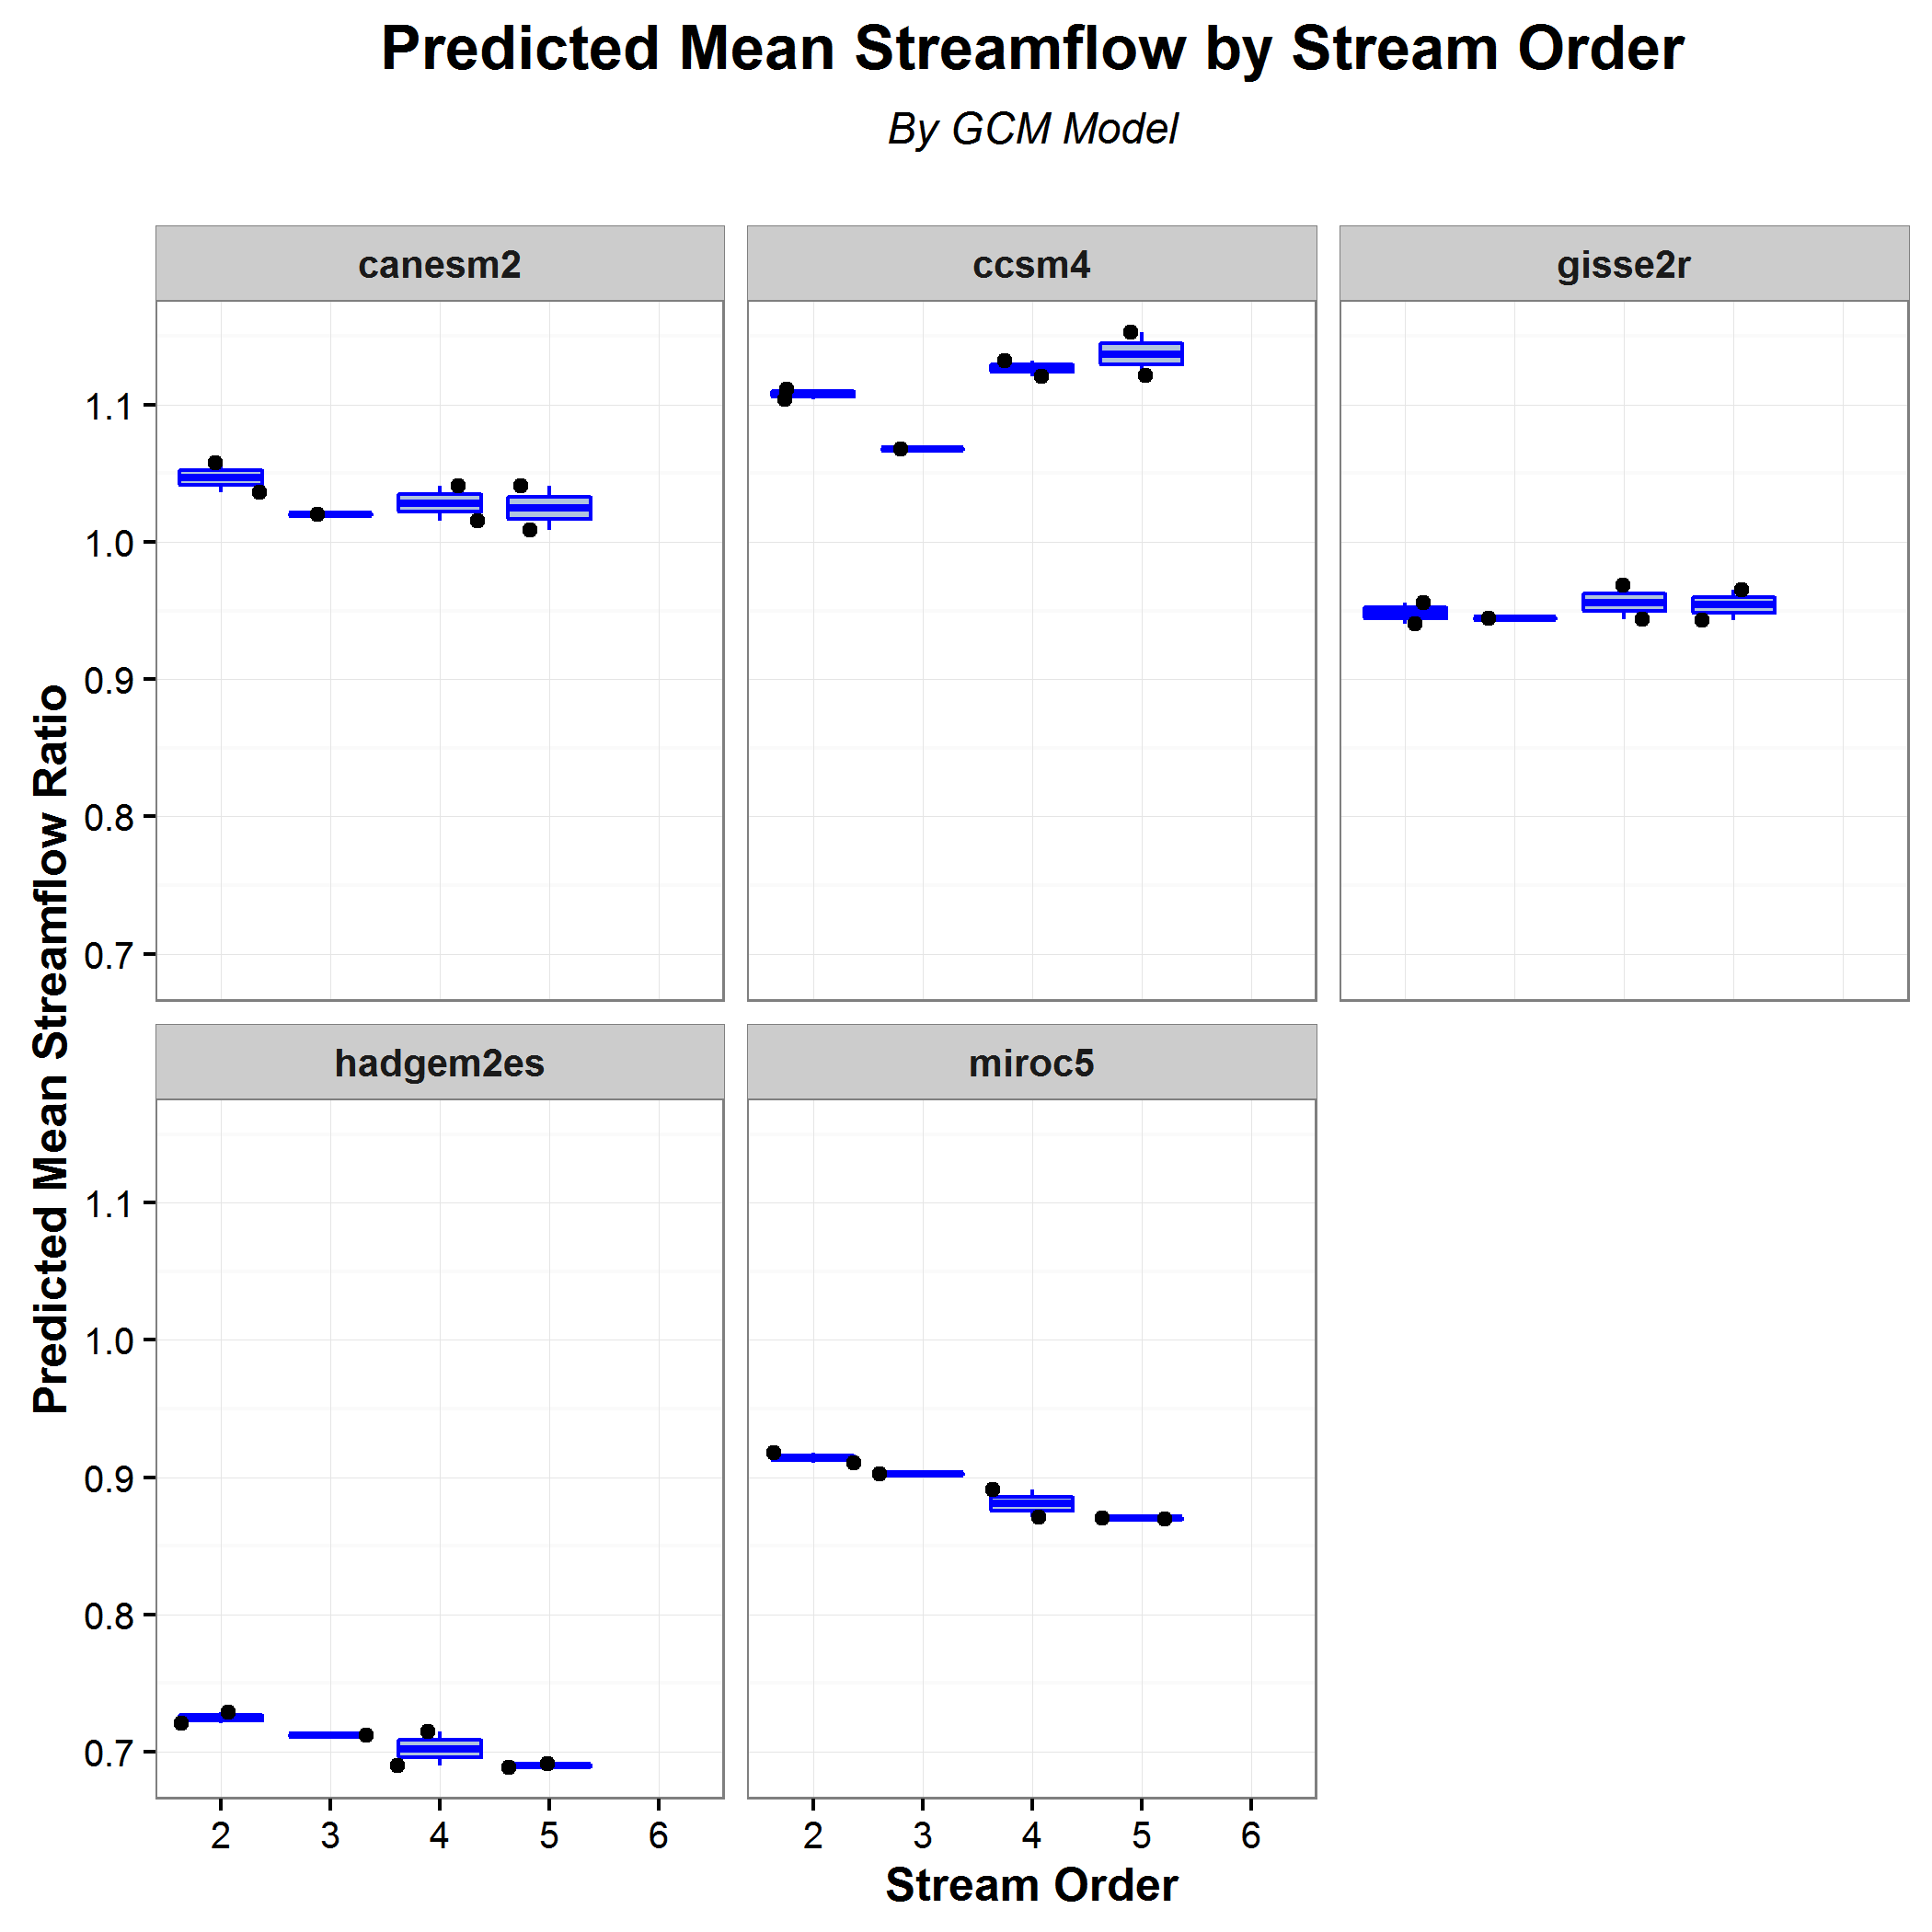 Predicted Mean Streamflow by Stream Order
By GCM Model
canesm2
ccsm4
gisse2r
1.1
1.0
0.9
0.8
0.7
Predicted Mean Streamflow Ratio
hadgem2es
miroc5
1.1
1.0
0.9
0.8
0.7
2 3 4 5 6
2 3 4 5 6
Stream Order